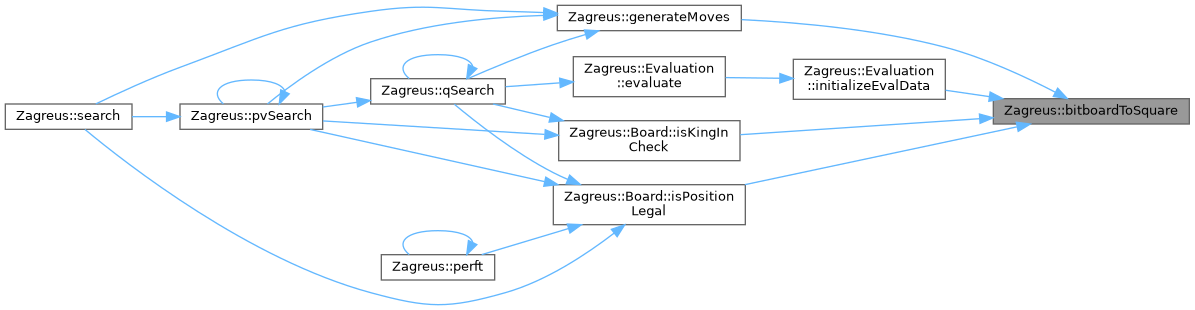 Zagreus::generateMoves
Zagreus::Evaluation
::evaluate
Zagreus::Evaluation
::initializeEvalData
Zagreus::qSearch
Zagreus::search
Zagreus::pvSearch
Zagreus::bitboardToSquare
Zagreus::Board::isKingIn
Check
Zagreus::Board::isPosition
Legal
Zagreus::perft